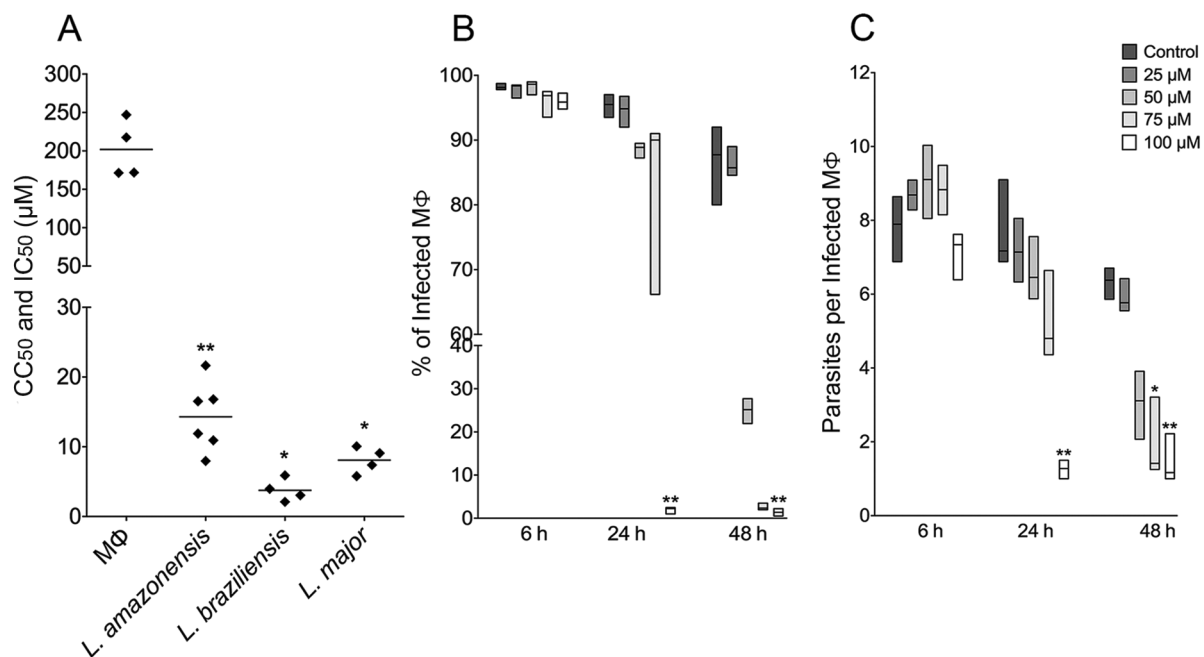 A
CC50 and IC50 (µM)
300
250
200
150
100
50
30
20
10
0
**
*
*
MΦ
L. amazonensis
L. braziliensis
L. major
B
% of Infected MΦ
100
90
80
70
60
40
30
20
10
0
**
**
6 h
24 h
48 h
C
Parasites per Infected MΦ
12
10
8
6
4
2
0
**
*
**
6 h
24 h
48 h
Control
25 µM
50 µM
75 µM
100 µM